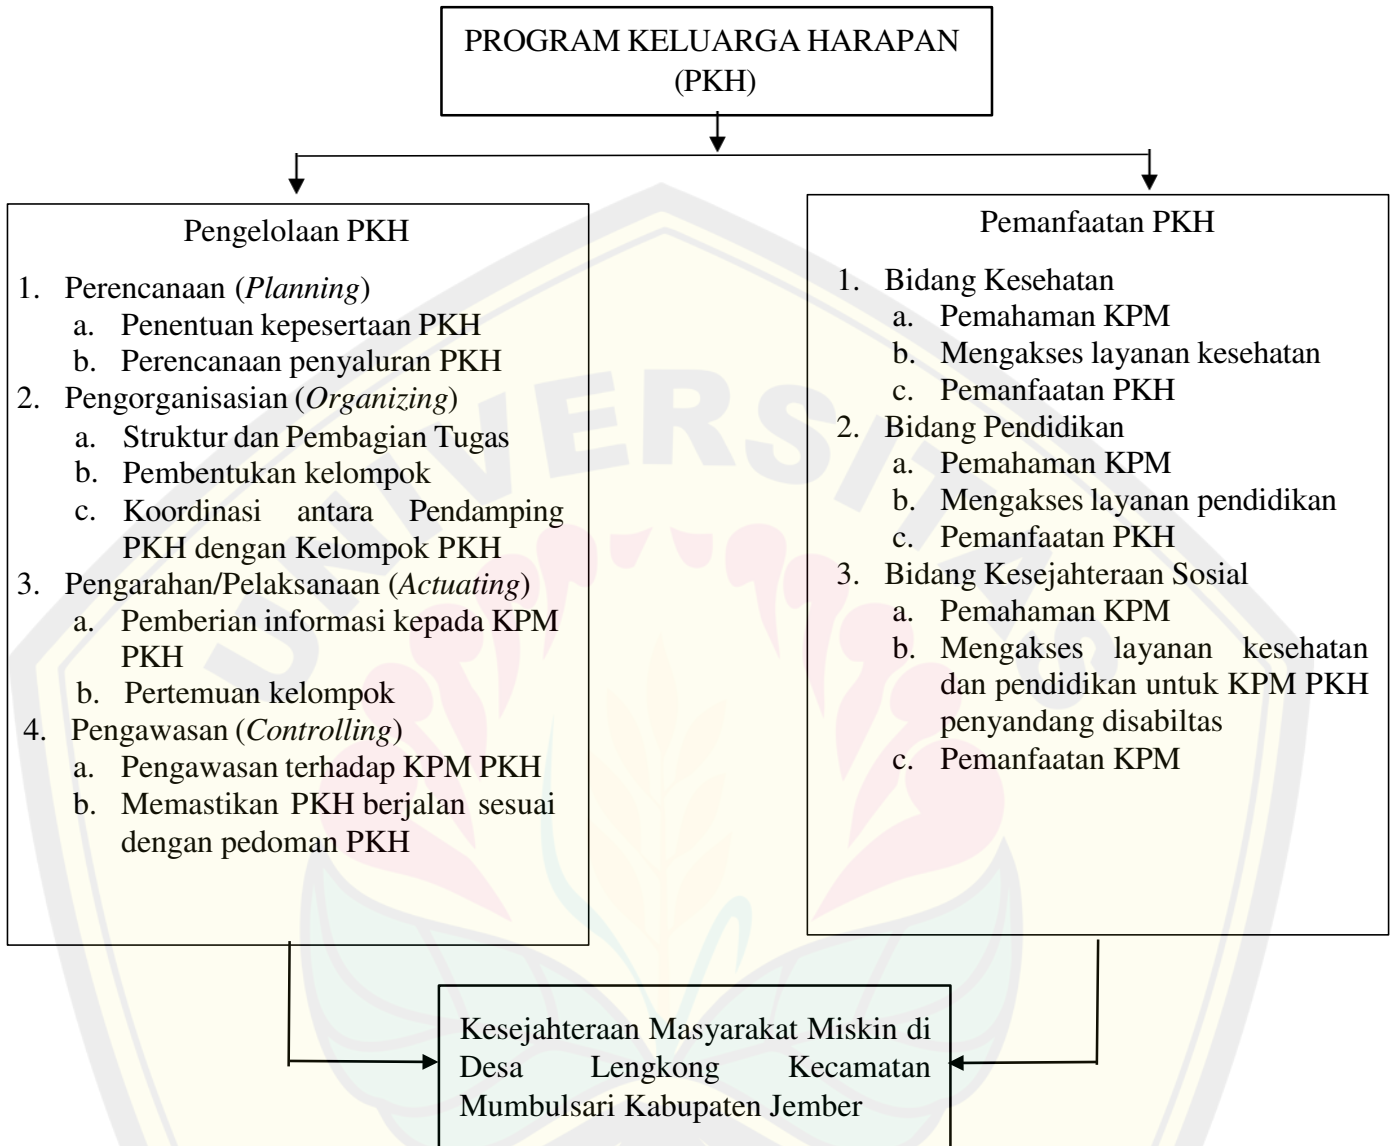 PROGRAM KELUARGA HARAPAN
(PKH)
Pengelolaan PKH
1. Perencanaan (Planning)
a. Penentuan kepesertaan PKH
b. Perencanaan penyaluran PKH
2. Pengorganisasian (Organizing)
a. Struktur dan Pembagian Tugas
b. Pembentukan kelompok
c. Koordinasi antara Pendamping
PKH dengan Kelompok PKH
3. Pengarahan/Pelaksanaan (Actuating)
a. Pemberian informasi kepada KPM
PKH
b. Pertemuan kelompok
4. Pengawasan (Controlling)
a. Pengawasan terhadap KPM PKH
b. Memastikan PKH berjalan sesuai
dengan pedoman PKH
Pemanfaatan PKH
1. Bidang Kesehatan
a. Pemahaman KPM
b. Mengakses layanan kesehatan
c. Pemanfaatan PKH
2. Bidang Pendidikan
a. Pemahaman KPM
b. Mengakses layanan pendidikan
c. Pemanfaatan PKH
3. Bidang Kesejahteraan Sosial
a. Pemahaman KPM
b. Mengakses layanan kesehatan
dan pendidikan untuk KPM PKH
penyandang disabiltas
c. Pemanfaatan KPM
Kesejahteraan Masyarakat Miskin di
Desa Lengkong Kecamatan
Mumbulsari Kabupaten Jember
UNIVERSITAS